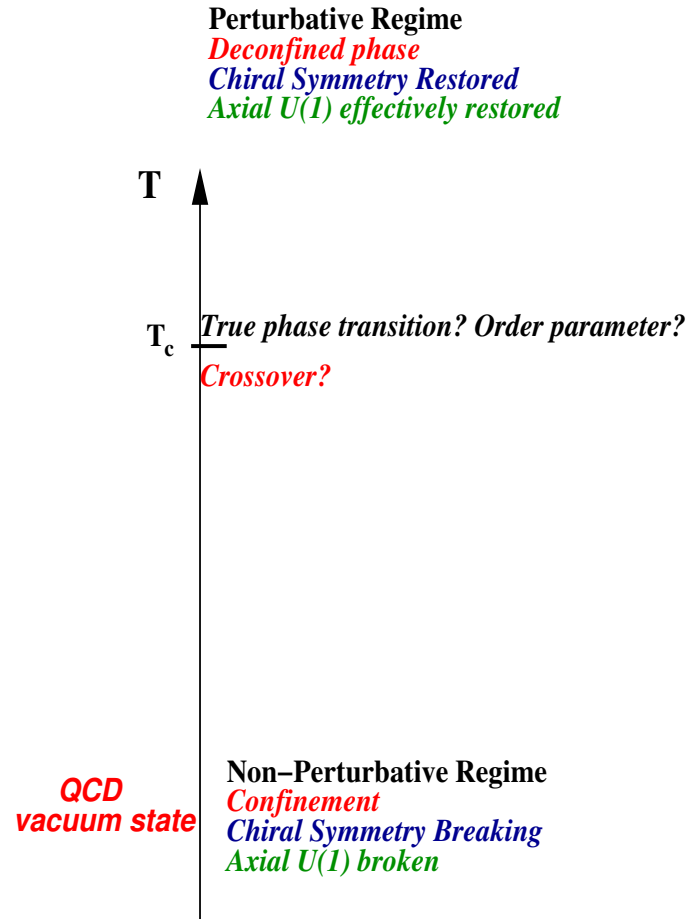 Perturbative Regime
Deconfined phase
Chiral Symmetry Restored
Axial U(1) effectively restored
T
True phase transition? Order parameter?
Tc
Crossover?
Non−Perturbative Regime
QCD
Confinement
vacuum state
Chiral Symmetry Breaking
Axial U(1) broken